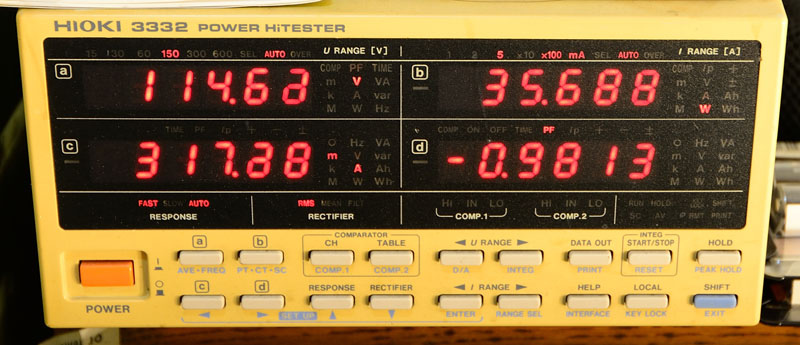 HIOKI 3332 POWER HiTESTER
15 30 60 150 300 600 SEL AUTO OVER U RANGE [V]
1 2 5 x10 x100 mA SEL AUTO OVER I RANGE [A]
a 114.62 COMP PF TIME
m V VA
k A var
M W Hz
b 35.688 COMP Ip ±
m V ±
k A Ah
M W Wh
c TIME PF Ip + − +
317.28 Hz VA
m V var
k A Ah
M W Wh
d COMP ON OFF TIME PF Ip + −
-0.9813 Hz VA
m V var
k A Ah
M W Wh
FAST SLOW AUTO RMS MEAN FILT HI IN LO HI IN LO RUN HOLD SHIFT
RESPONSE RECTIFIER COMP.1 COMP.2 SC AV RMT PRINT
COMPARATOR INTEG
a b CH TABLE ◄ U RANGE ► DATA OUT START/STOP HOLD
AVE•FREQ PT•CT•SC COMP.1 COMP.2 D/A INTEG PRINT RESET PEAK HOLD
c d RESPONSE RECTIFIER ◄ I RANGE ► HELP LOCAL SHIFT
◄ SET UP ► ▲ ▼ ENTER RANGE SEL INTERFACE KEY LOCK EXIT
POWER